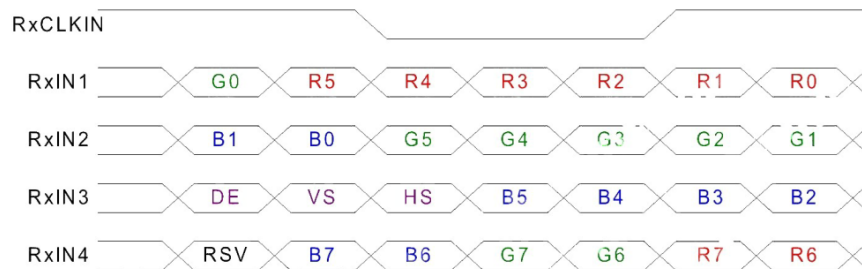 RxCLKIN
RxIN1 G0 R5 R4 R3 R2 R1 R0
RxIN2 B1 B0 G5 G4 G3 G2 G1
RxIN3 DE VS HS B5 B4 B3 B2
RxIN4 RSV B7 B6 G7 G6 R7 R6